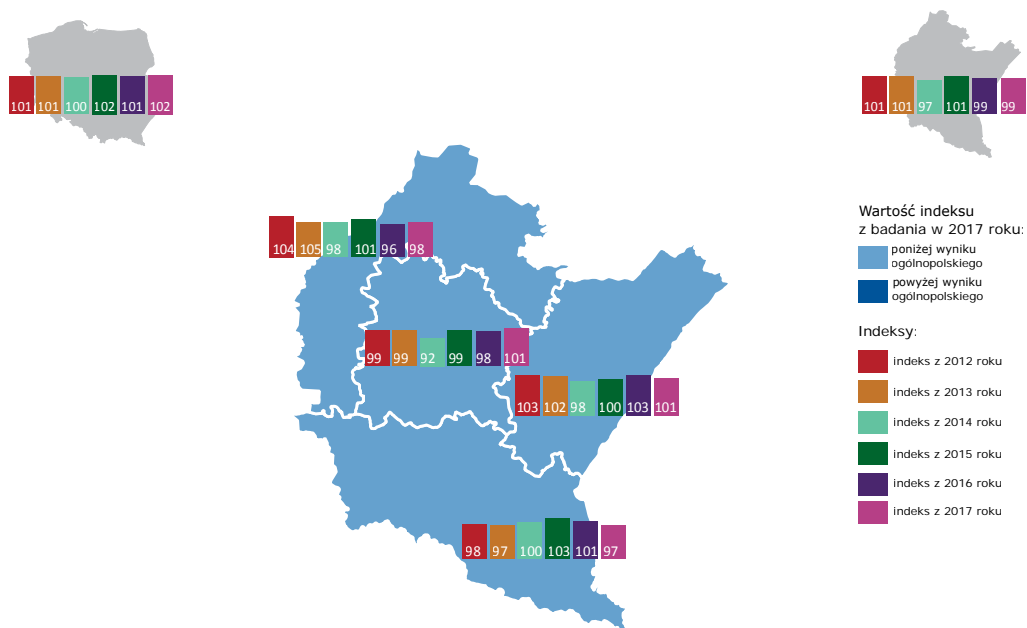 101 101 100 102 101 102
101 101 97 101 99 99
104 105 98 101 96 98
99 99 92 99 98 101
103 102 98 100 103 101
98 97 100 103 101 97
Wartość indeksu
z badania w 2017 roku:
poniżej wyniku
ogólnopolskiego
powyżej wyniku
ogólnopolskiego
Indeksy:
indeks z 2012 roku
indeks z 2013 roku
indeks z 2014 roku
indeks z 2015 roku
indeks z 2016 roku
indeks z 2017 roku